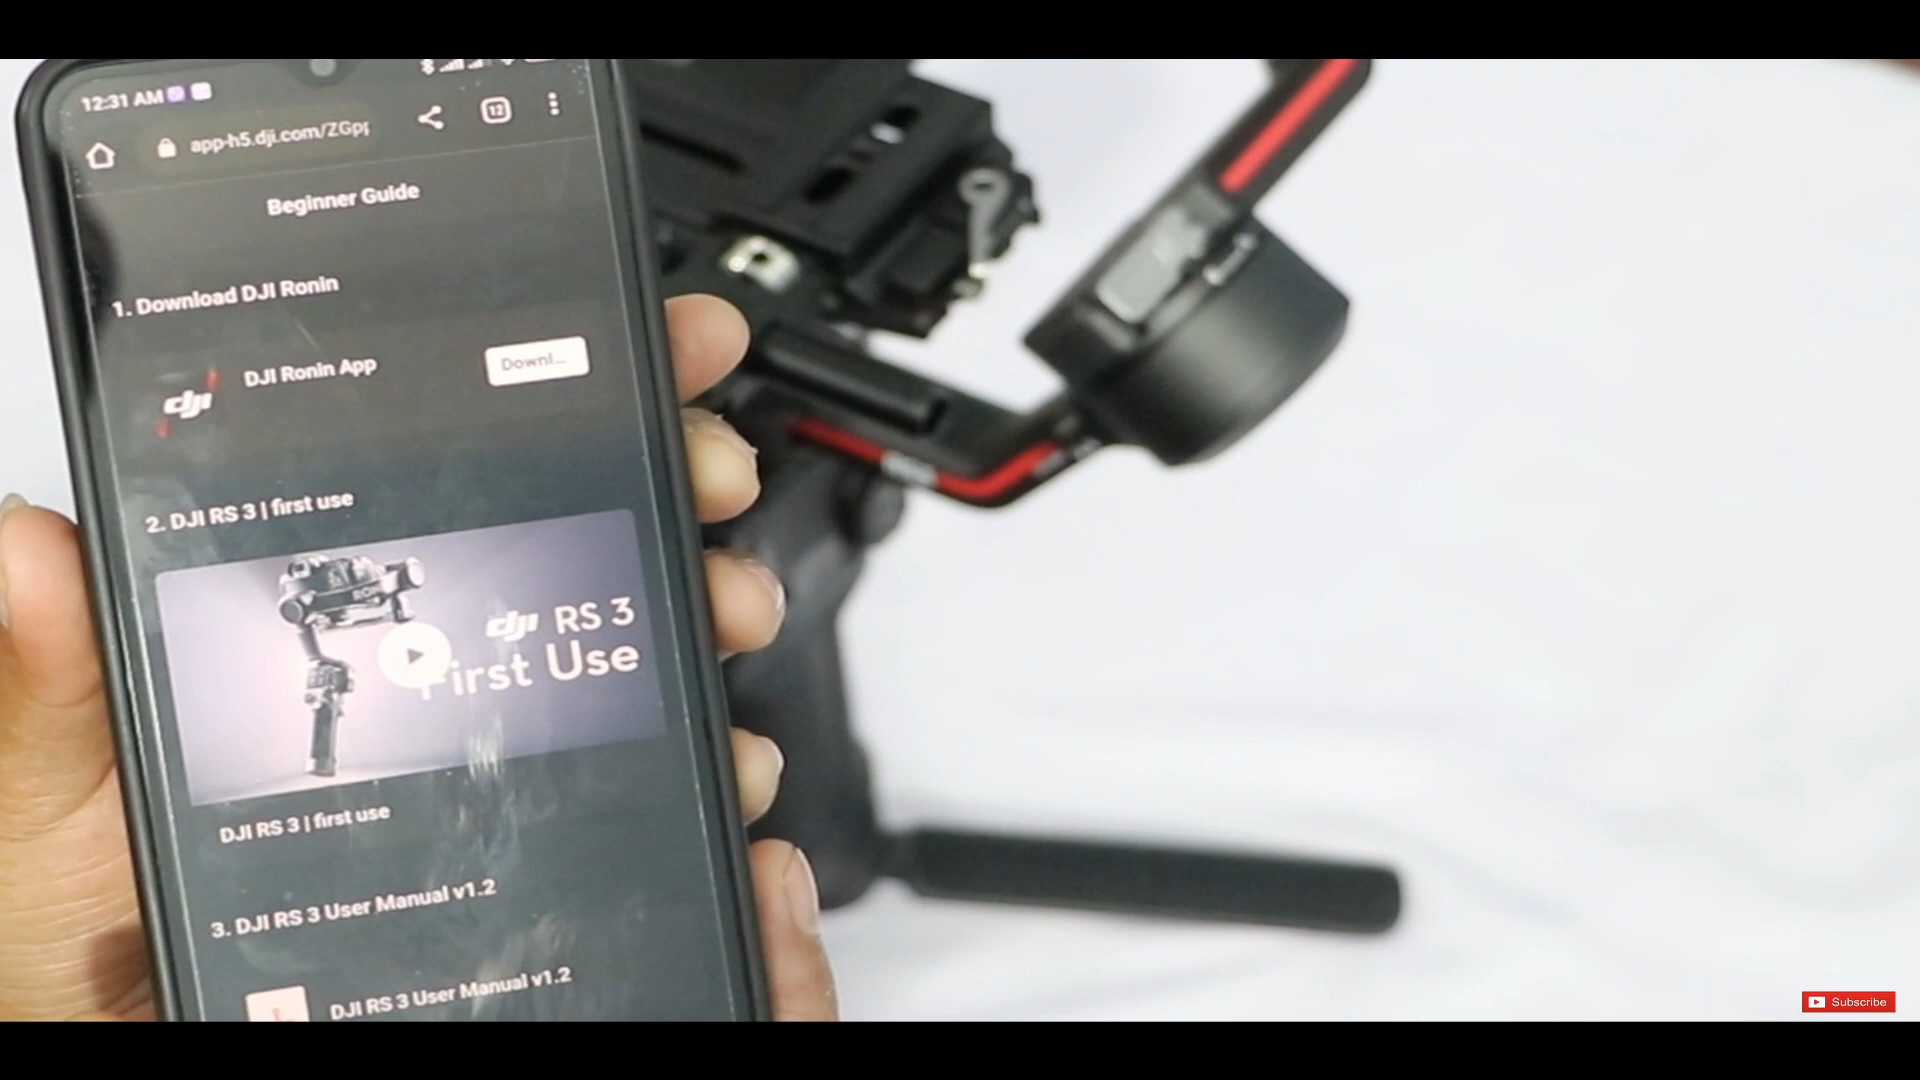 12:31 AM
app-h5.dji.com/ZGp
12
Beginner Guide
1. Download DJI Ronin
DJI Ronin App
Downl...
dji
2. DJI RS 3 | first use
dji RS 3
First Use
DJI RS 3 | first use
3. DJI RS 3 User Manual v1.2
DJI RS 3 User Manual v1.2
Subscribe